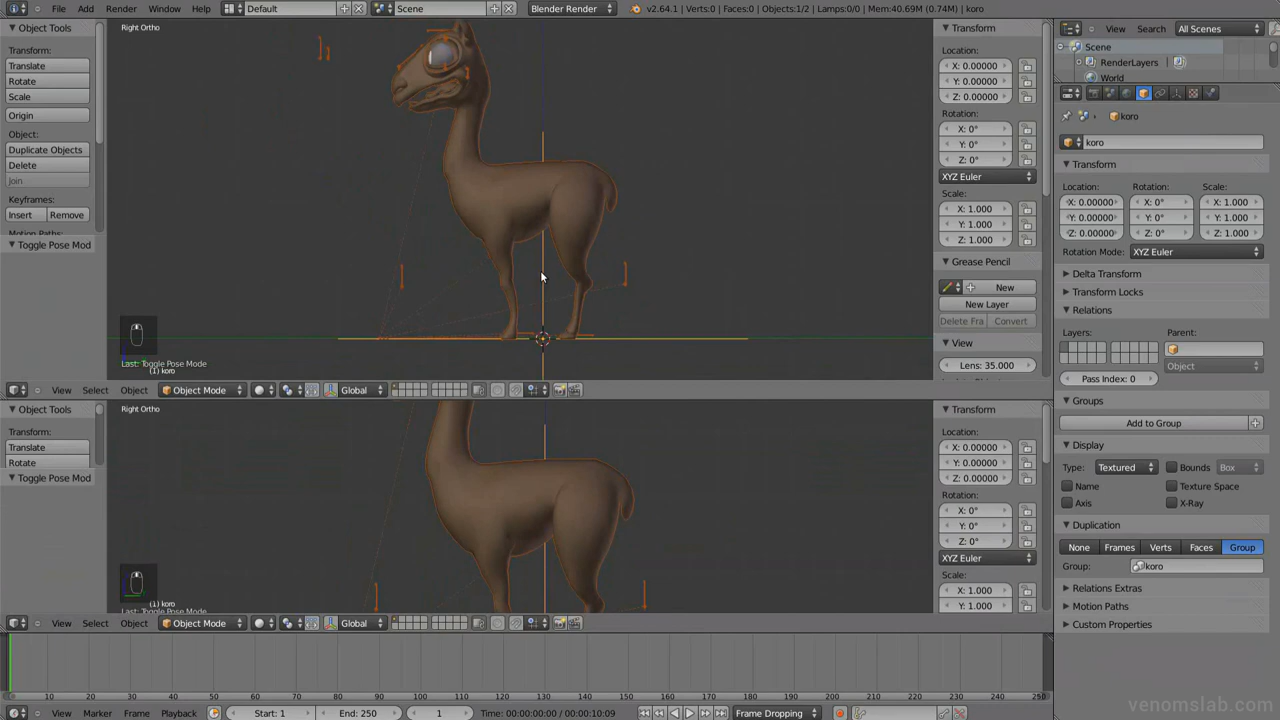 File Add Render Window Help Default Scene Blender Render v2.64.1 | Verts:0 | Faces:0 | Objects:1/2 | Lamps:0/0 | Mem:40.69M (0.74M) | koro
Object Tools
Transform:
Translate
Rotate
Scale
Origin
Object:
Duplicate Objects
Delete
Join
Keyframes:
Insert Remove
Motion Paths:
Toggle Pose Mod
Right Ortho
Last: Toggle Pose Mode
(1) koro
View Select Object Object Mode Global
Transform
Location:
X: 0.00000
Y: 0.00000
Z: 0.00000
Rotation:
X: 0°
Y: 0°
Z: 0°
XYZ Euler
Scale:
X: 1.000
Y: 1.000
Z: 1.000
Grease Pencil
New
New Layer
Delete Fra Convert
View
Lens: 35.000
Object Tools
Transform:
Translate
Rotate
Toggle Pose Mod
Right Ortho
(1) koro
Last: Toggle Pose Mode
View Select Object Object Mode Global
Transform
Location:
X: 0.00000
Y: 0.00000
Z: 0.00000
Rotation:
X: 0°
Y: 0°
Z: 0°
XYZ Euler
Scale:
X: 1.000
Y: 1.000
10 20 30 40 50 60 70 80 90 100 110 120 130 140 150 160 170 180 190 200 210 220 230 240 250
View Marker Frame Playback Start: 1 End: 250 1 Time: 00:00:00:00 / 00:00:10:09 Frame Dropping
View Search All Scenes
Scene
RenderLayers
World
koro
koro
Transform
Location: Rotation: Scale:
X: 0.00000 X: 0° X: 1.000
Y: 0.00000 Y: 0° Y: 1.000
Z: 0.00000 Z: 0° Z: 1.000
Rotation Mode: XYZ Euler
Delta Transform
Transform Locks
Relations
Layers: Parent:
Object
Pass Index: 0
Groups
Add to Group
Display
Type: Textured Bounds Box
Name Texture Space
Axis X-Ray
Duplication
None Frames Verts Faces Group
Group: koro
Relations Extras
Motion Paths
Custom Properties
venomslab.com